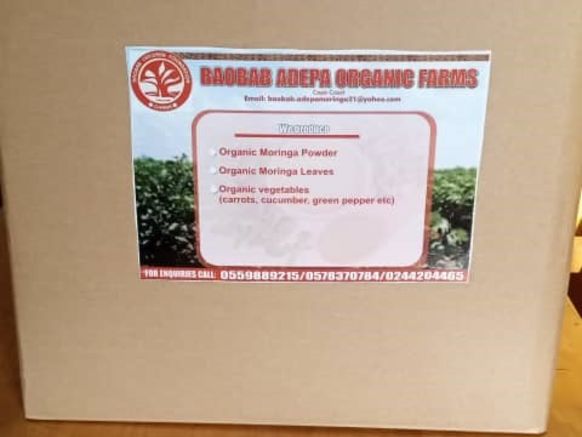 BAOBAB ADEPA ORGANIC FARMS
Cape Coast
Email: baobab.adepamoringa21@yahoo.com
We produce
Organic Moringa Powder
Organic Moringa Leaves
Organic vegetables
(carrots, cucumber, green pepper etc)
FOR ENQUIRIES CALL: 0559889215/0578370784/0244204465